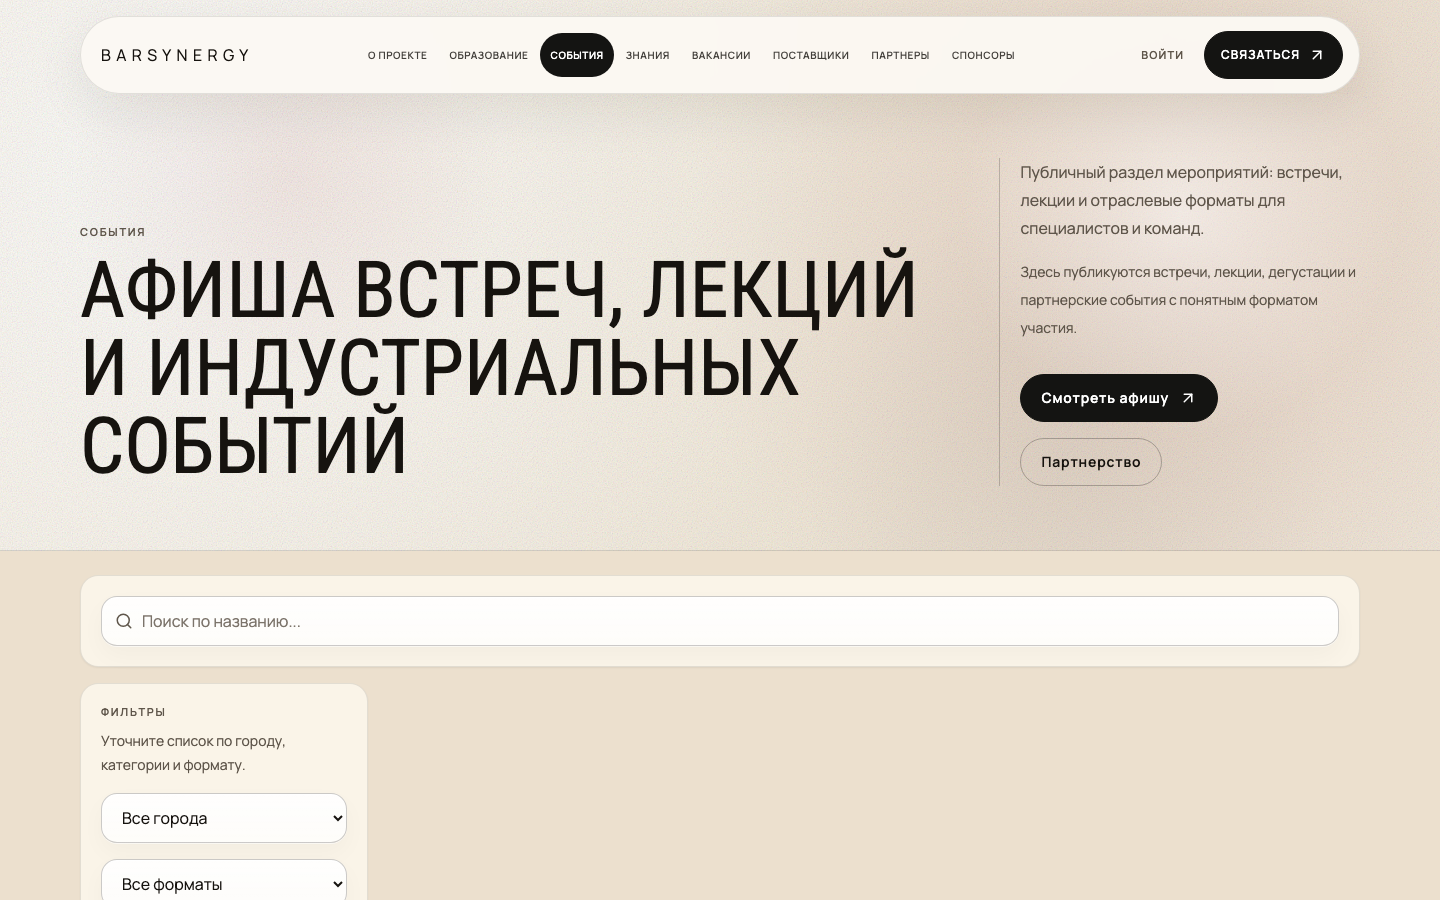 BARSYNERGY
О ПРОЕКТЕ
ОБРАЗОВАНИЕ
СОБЫТИЯ
ЗНАНИЯ
ВАКАНСИИ
ПОСТАВЩИКИ
ПАРТНЕРЫ
СПОНСОРЫ
ВОЙТИ
СВЯЗАТЬСЯ
СОБЫТИЯ
АФИША ВСТРЕЧ, ЛЕКЦИЙ
И ИНДУСТРИАЛЬНЫХ
СОБЫТИЙ
Публичный раздел мероприятий: встречи,
лекции и отраслевые форматы для
специалистов и команд.
Здесь публикуются встречи, лекции, дегустации и
партнерские события с понятным форматом
участия.
Смотреть афишу
Партнерство
Поиск по названию...
ФИЛЬТРЫ
Уточните список по городу,
категории и формату.
Все города
Все форматы